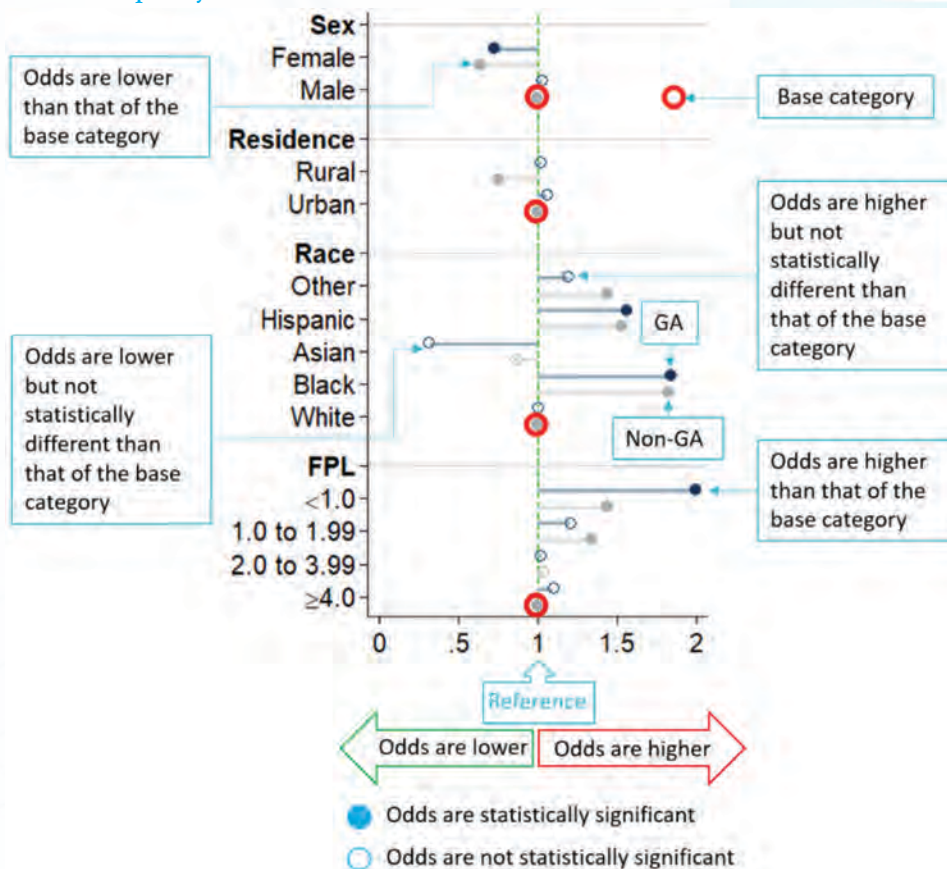 Sex
Female
Male
Residence
Rural
Urban
Race
Other
Hispanic
Asian
Black
White
FPL
<1.0
1.0 to 1.99
2.0 to 3.99
≥4.0
0
.5
1
1.5
2
Odds are lower
than that of the
base category
Odds are lower
but not
statistically
different than
that of the base
category
Base category
Odds are higher
but not
statistically
different than
that of the base
category
GA
Non-GA
Odds are higher
than that of the
base category
Reference
Odds are lower
Odds are higher
Odds are statistically significant
Odds are not statistically significant